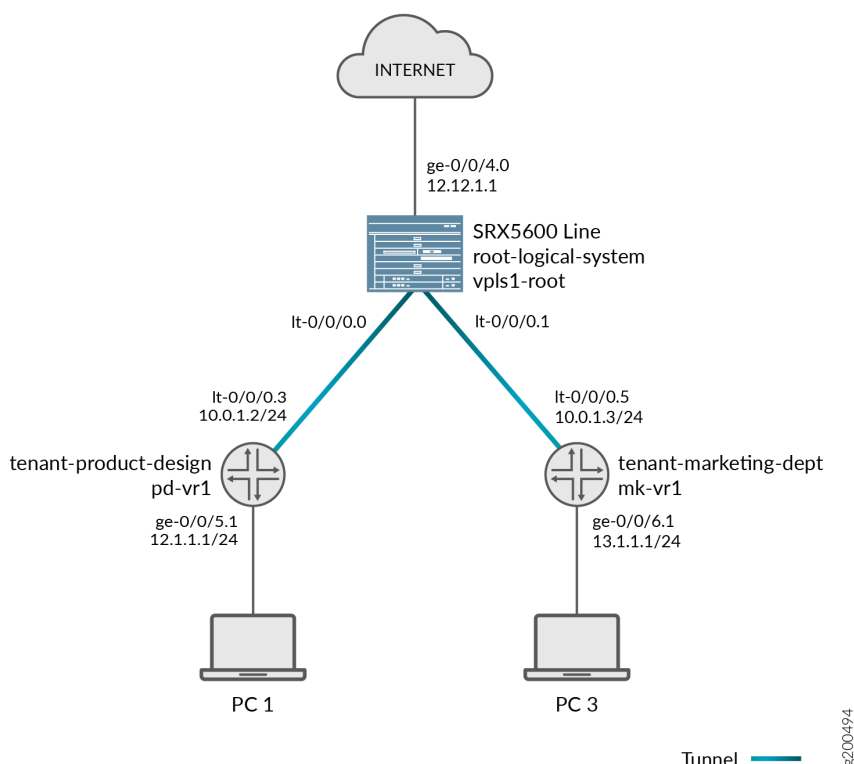 INTERNET
ge-0/0/4.0
12.12.1.1
SRX5600 Line
root-logical-system
vpls1-root
lt-0/0/0.0
lt-0/0/0.1
lt-0/0/0.3
10.0.1.2/24
lt-0/0/0.5
10.0.1.3/24
tenant-product-design
pd-vr1
tenant-marketing-dept
mk-vr1
ge-0/0/5.1
12.1.1.1/24
ge-0/0/6.1
13.1.1.1/24
PC 1
PC 3
Tunnel
g200494